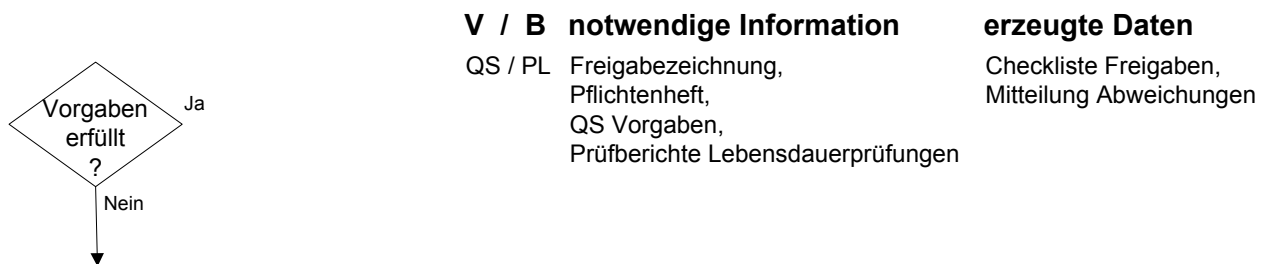 V / B notwendige Information erzeugte Daten
QS / PL Freigabezeichnung, Checkliste Freigaben,
Pflichtenheft, Mitteilung Abweichungen
QS Vorgaben,
Prüfberichte Lebensdauerprüfungen
Vorgaben
erfüllt
?
Ja
Nein